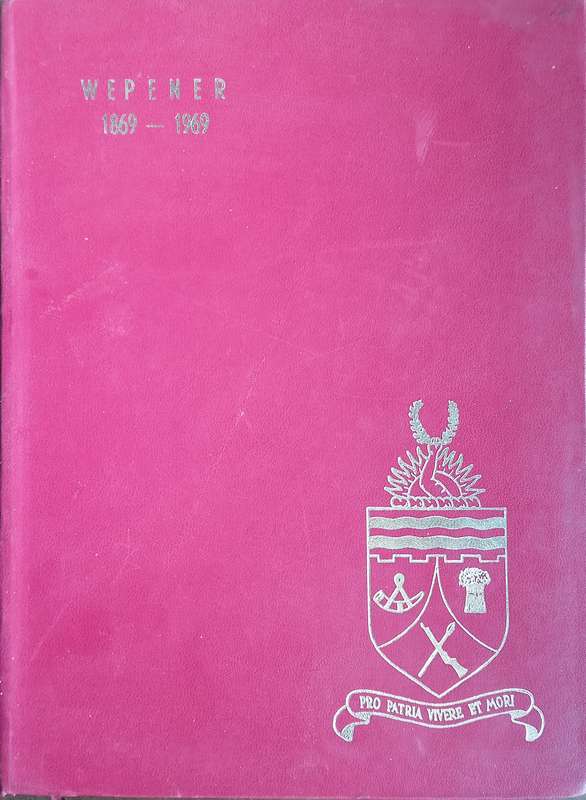 WEPENER
1869 — 1969
PRO PATRIA VIVERE ET MORI